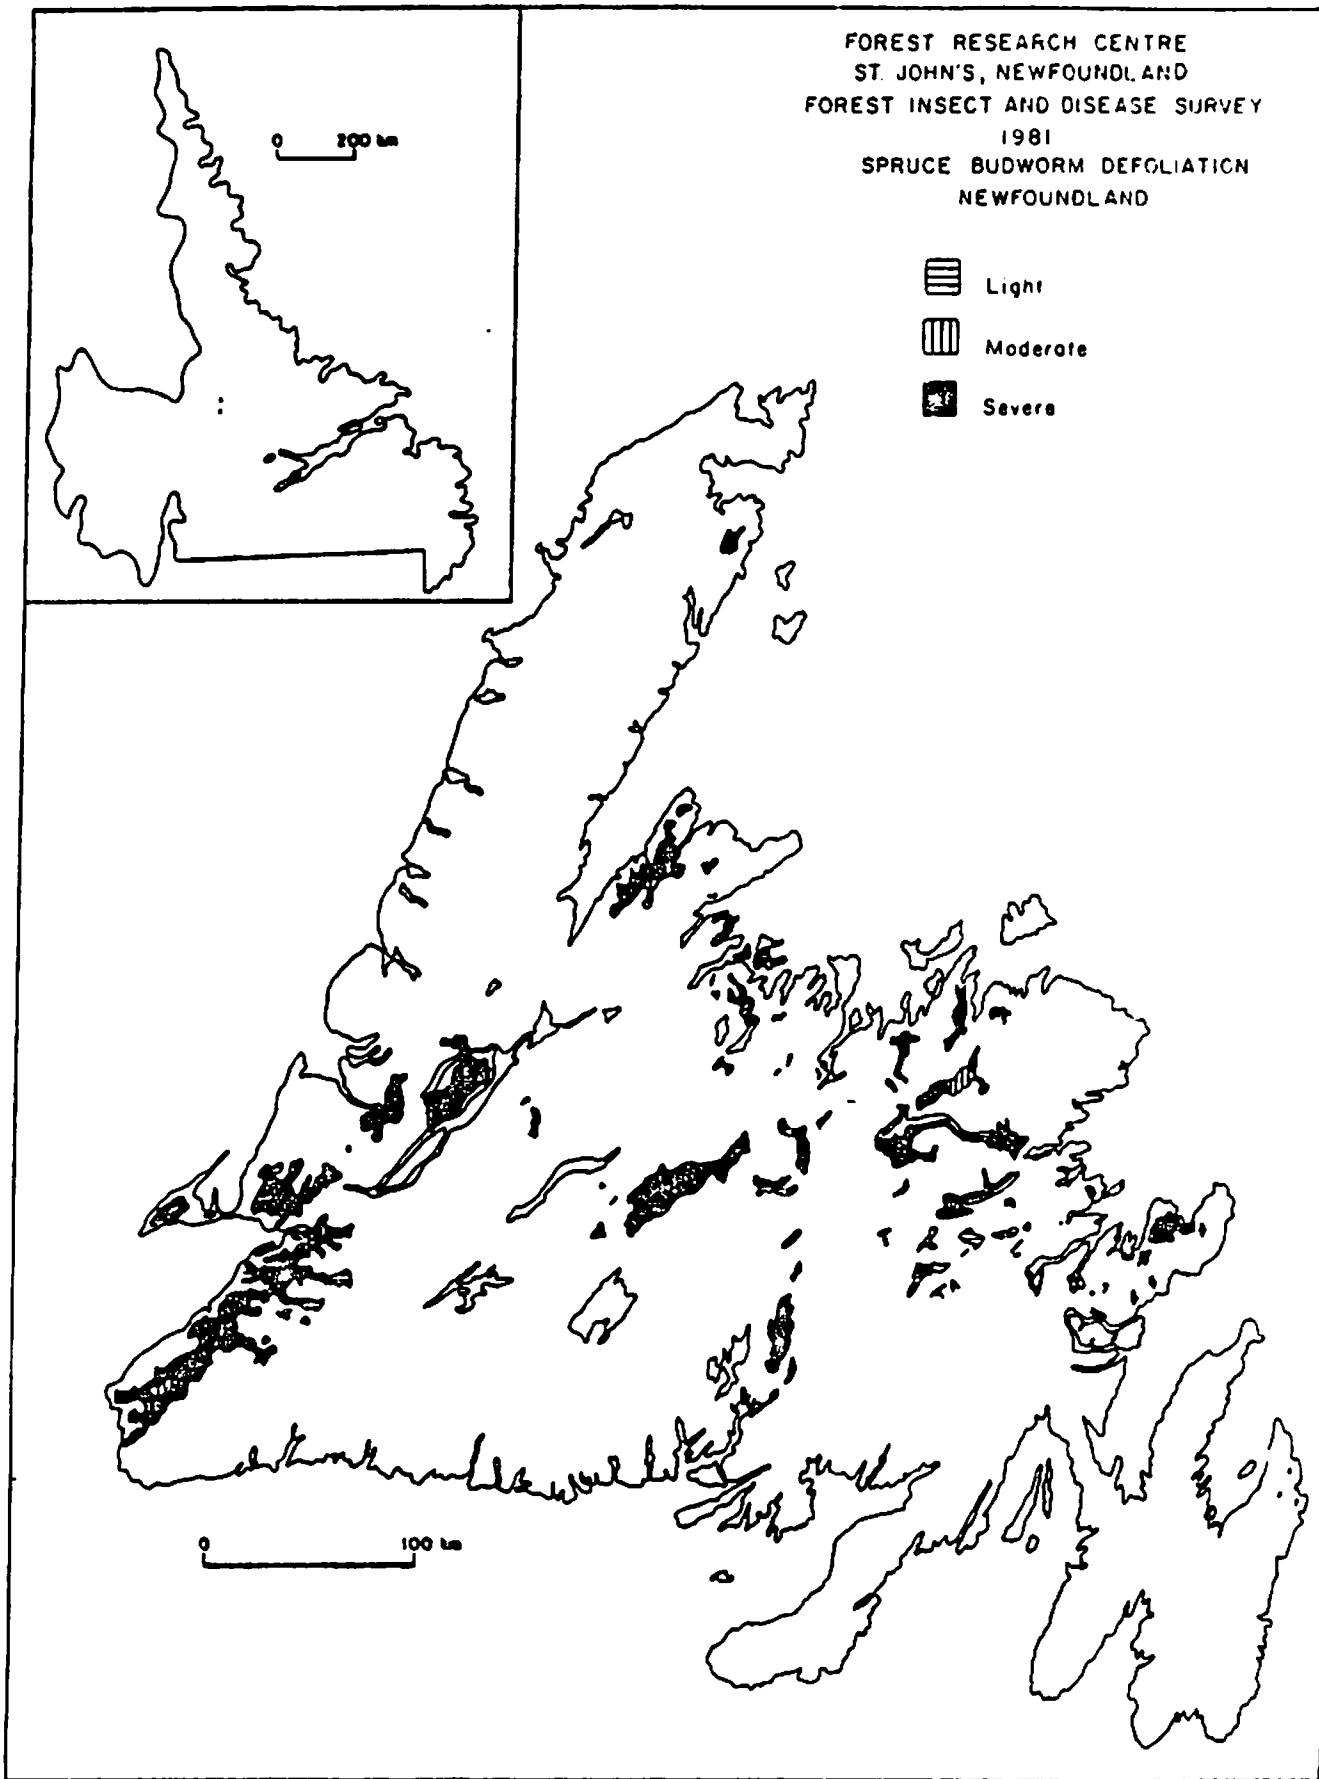 FOREST RESEARCH CENTRE
ST. JOHN'S, NEWFOUNDLAND
FOREST INSECT AND DISEASE SURVEY
1981
SPRUCE BUDWORM DEFOLIATION
NEWFOUNDLAND
0 200 km
Light
Moderate
Severe
0 100 km